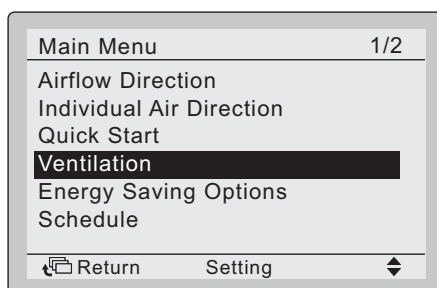 Main Menu 1/2
Airflow Direction
Individual Air Direction
Quick Start
Ventilation
Energy Saving Options
Schedule
Return Setting